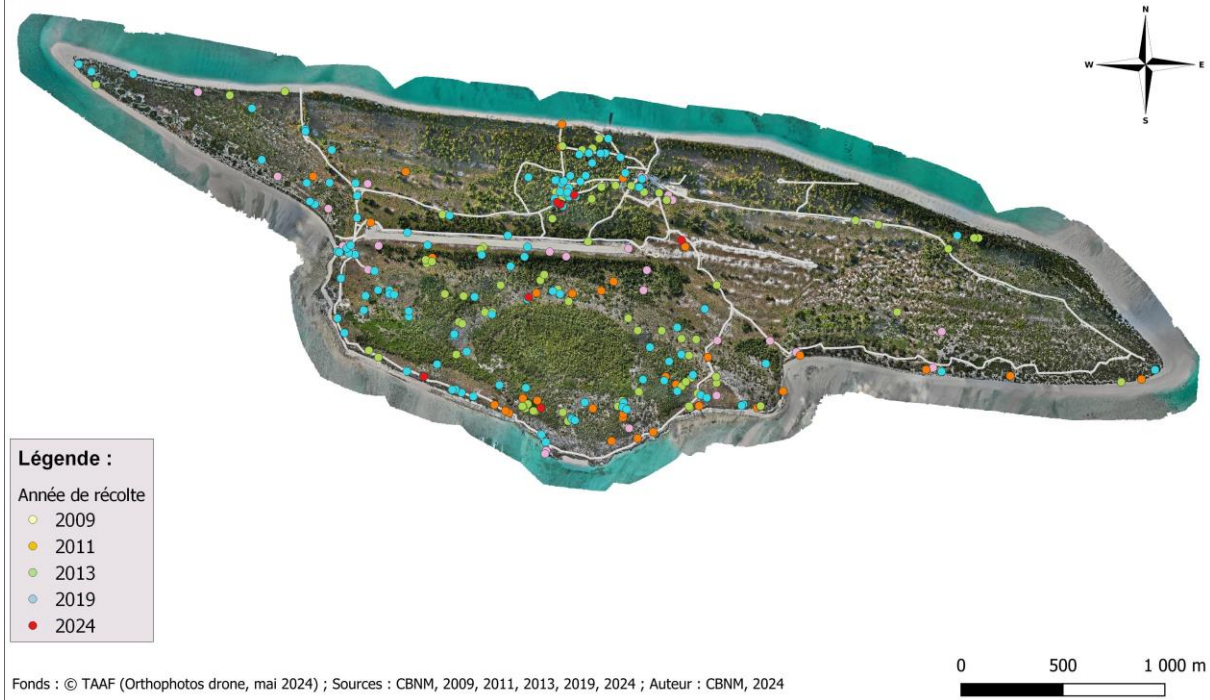 N
W E
S
Légende :
Année de récolte
2009
2011
2013
2019
2024
0 500 1 000 m
Fonds : © TAAF (Orthophotos drone, mai 2024) ; Sources : CBNM, 2009, 2011, 2013, 2019, 2024 ; Auteur : CBNM, 2024